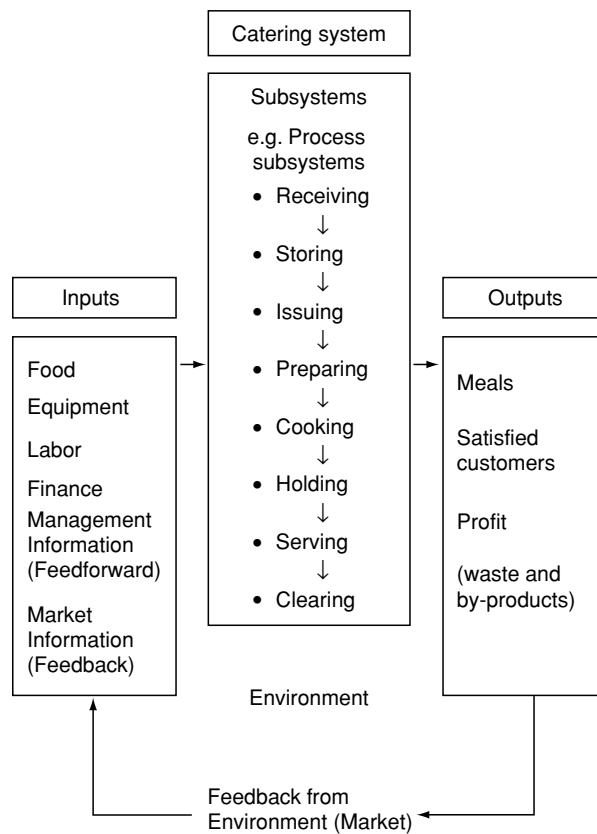 Catering system
Subsystems
e.g. Process
subsystems
• Receiving
↓
• Storing
↓
• Issuing
↓
• Preparing
↓
• Cooking
↓
• Holding
↓
• Serving
↓
• Clearing
Inputs
Food
Equipment
Labor
Finance
Management
Information
(Feedforward)
Market
Information
(Feedback)
Outputs
Meals
Satisfied
customers
Profit
(waste and
by-products)
Environment
Feedback from
Environment (Market)